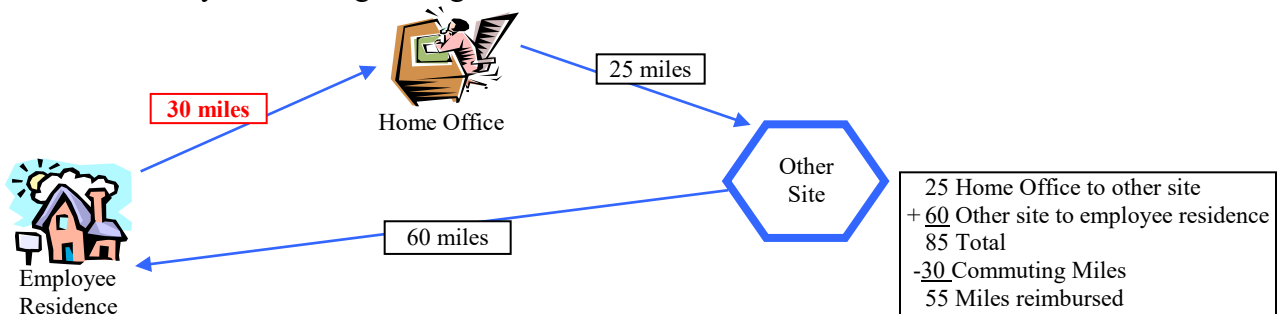 25 miles
30 miles
Home Office
Other
Site
25 Home Office to other site
+ 60 Other site to employee residence
85 Total
-30 Commuting Miles
55 Miles reimbursed
60 miles
Employee
Residence